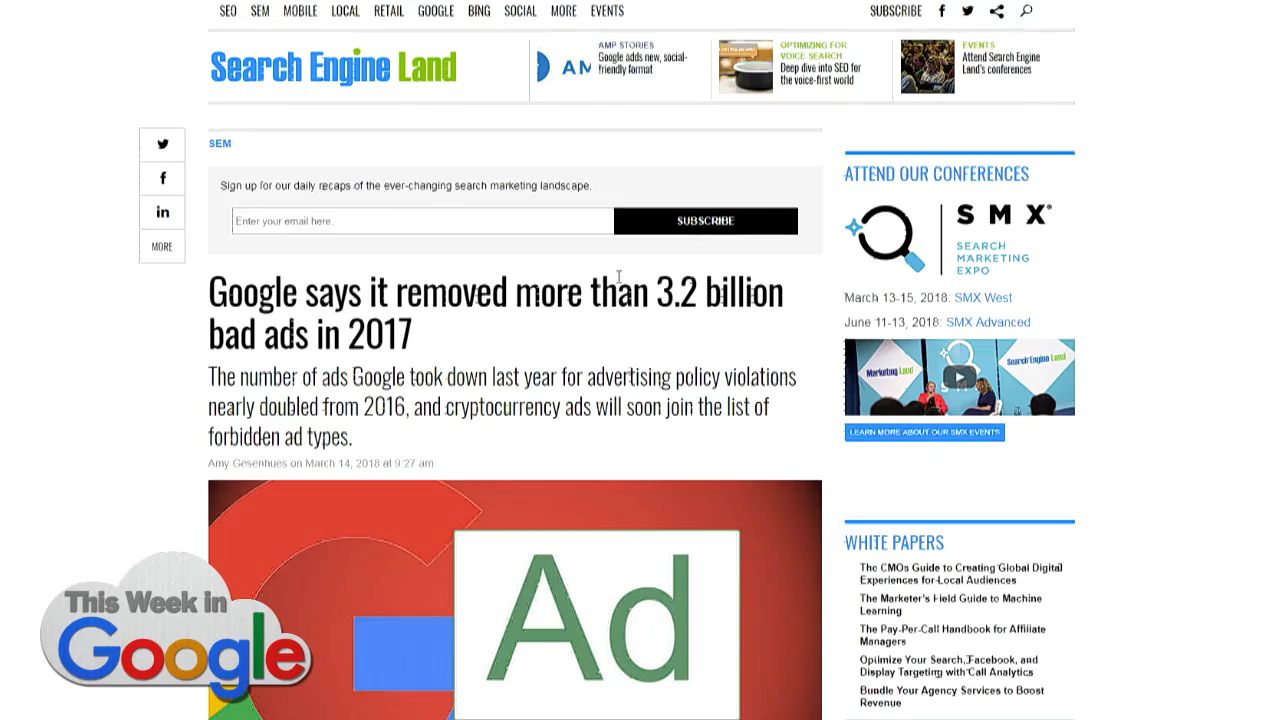 SEO SEM MOBILE LOCAL RETAIL GOOGLE BING SOCIAL MORE EVENTS SUBSCRIBE
Search Engine Land
AM
AMP STORIES
Google adds new, social-
friendly format
OPTIMIZING FOR
VOICE SEARCH
Deep dive into SEO for
the voice-first world
EVENTS
Attend Search Engine
Land's conferences
in
MORE
SEM
Sign up for our daily recaps of the ever-changing search marketing landscape.
Enter your email here.
SUBSCRIBE
Google says it removed more than 3.2 billion
bad ads in 2017
The number of ads Google took down last year for advertising policy violations
nearly doubled from 2016, and cryptocurrency ads will soon join the list of
forbidden ad types.
Amy Gesenhues on March 14, 2018 at 9:27 am
Ad
This Week in
Google
ATTEND OUR CONFERENCES
SMX®
SEARCH
MARKETING
EXPO
March 13-15, 2018: SMX West
June 11-13, 2018: SMX Advanced
Marketing Land
Search Engine Land
LEARN MORE ABOUT OUR SMX EVENTS
WHITE PAPERS
The CMOs Guide to Creating Global Digital
Experiences for Local Audiences
The Marketer's Field Guide to Machine
Learning
The Pay-Per-Call Handbook for Affiliate
Managers
Optimize Your Search, Facebook, and
Display Targeting with Call Analytics
Bundle Your Agency Services to Boost
Revenue